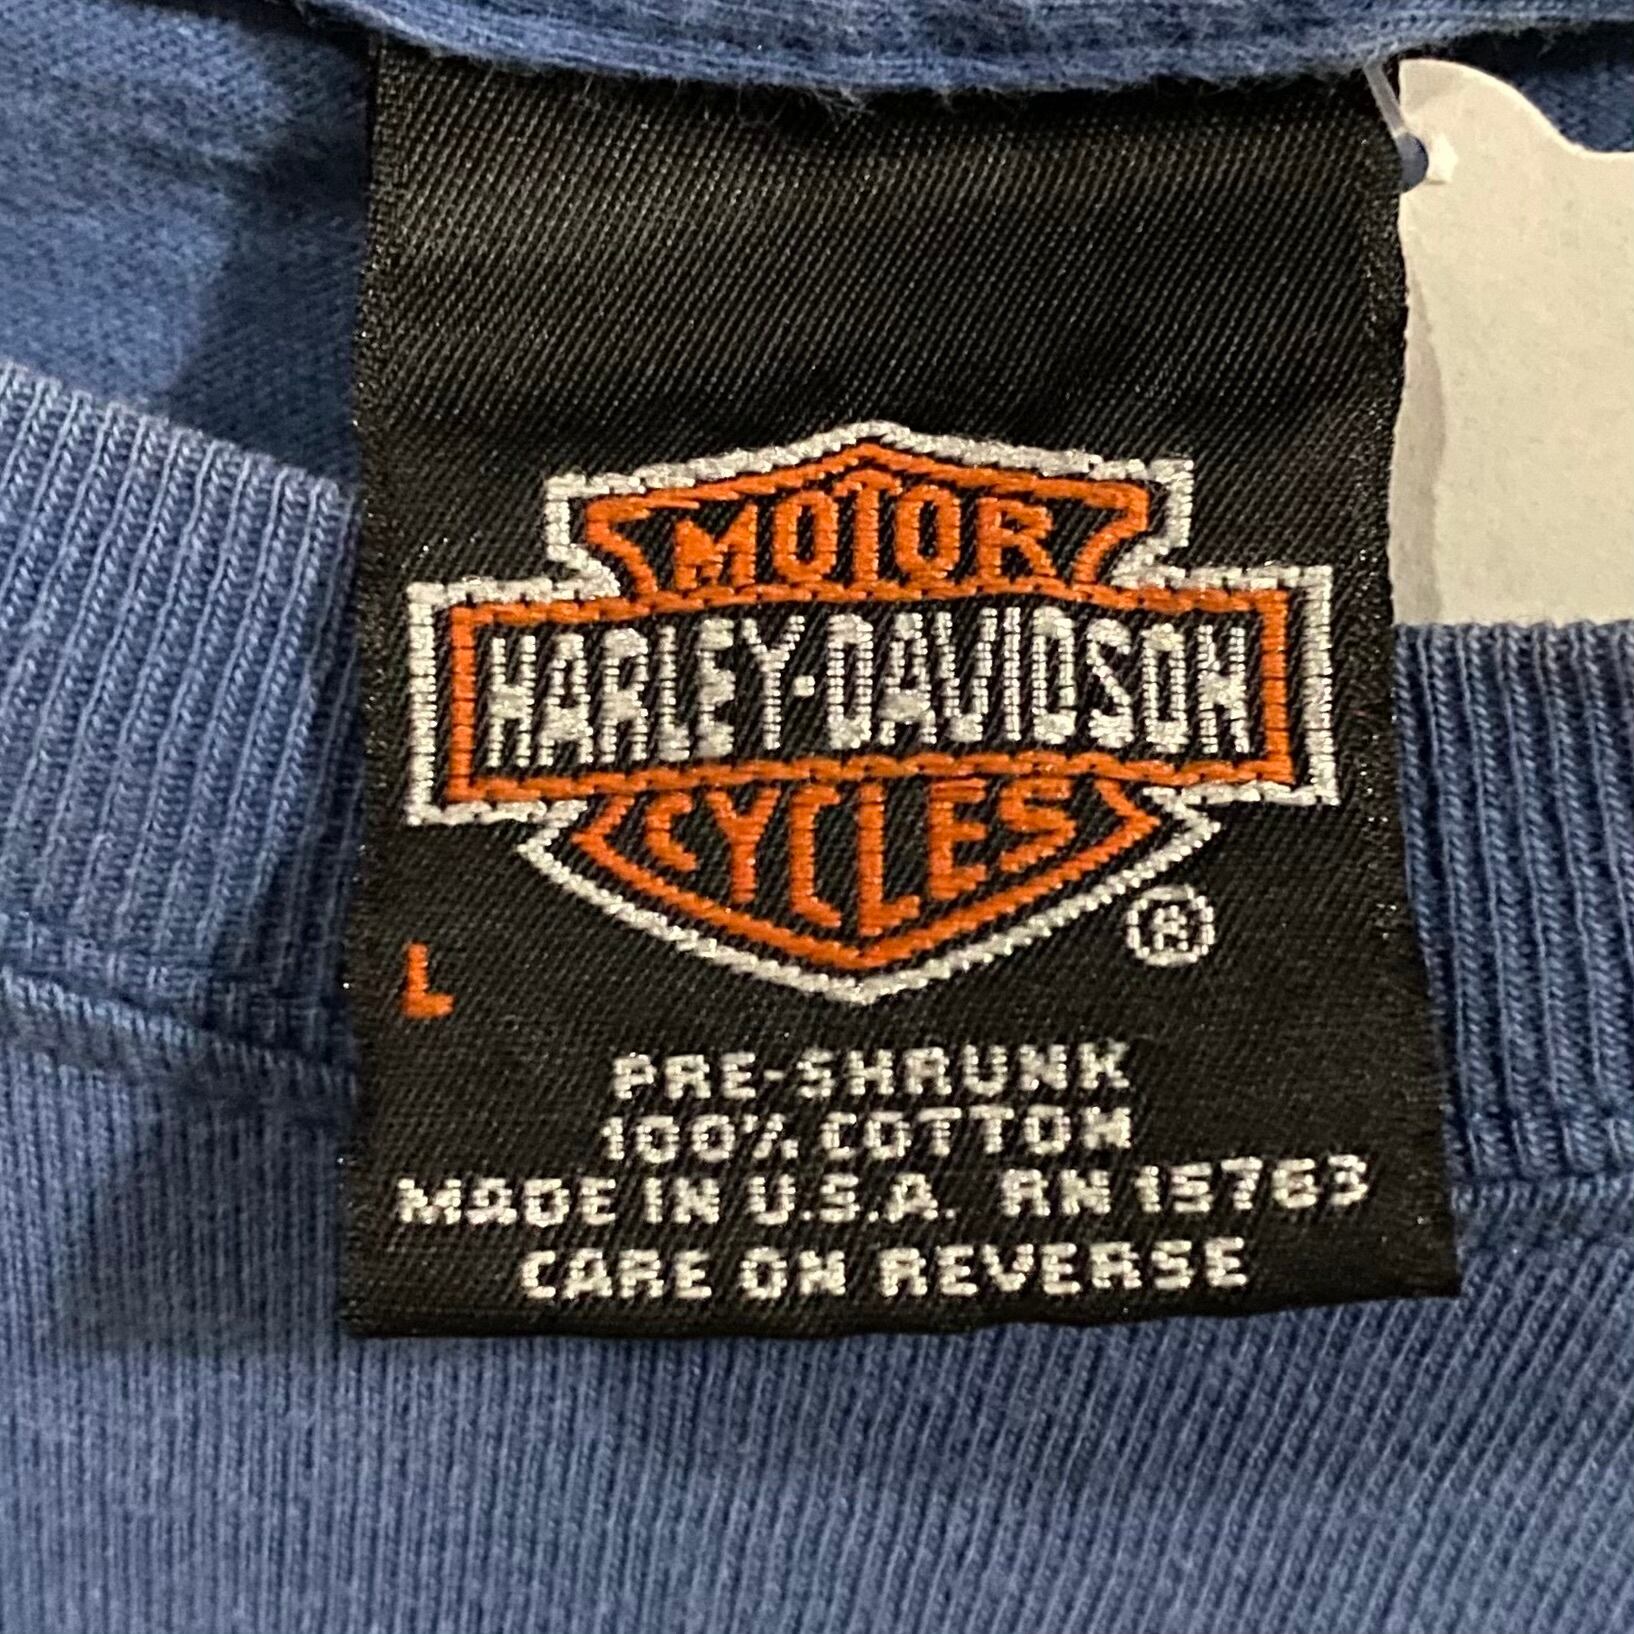 MOTOR
HARLEY-DAVIDSON
CYCLES
®
L
PRE-SHRUNK
100% COTTON
MADE IN U.S.A. RN 15763
CARE ON REVERSE